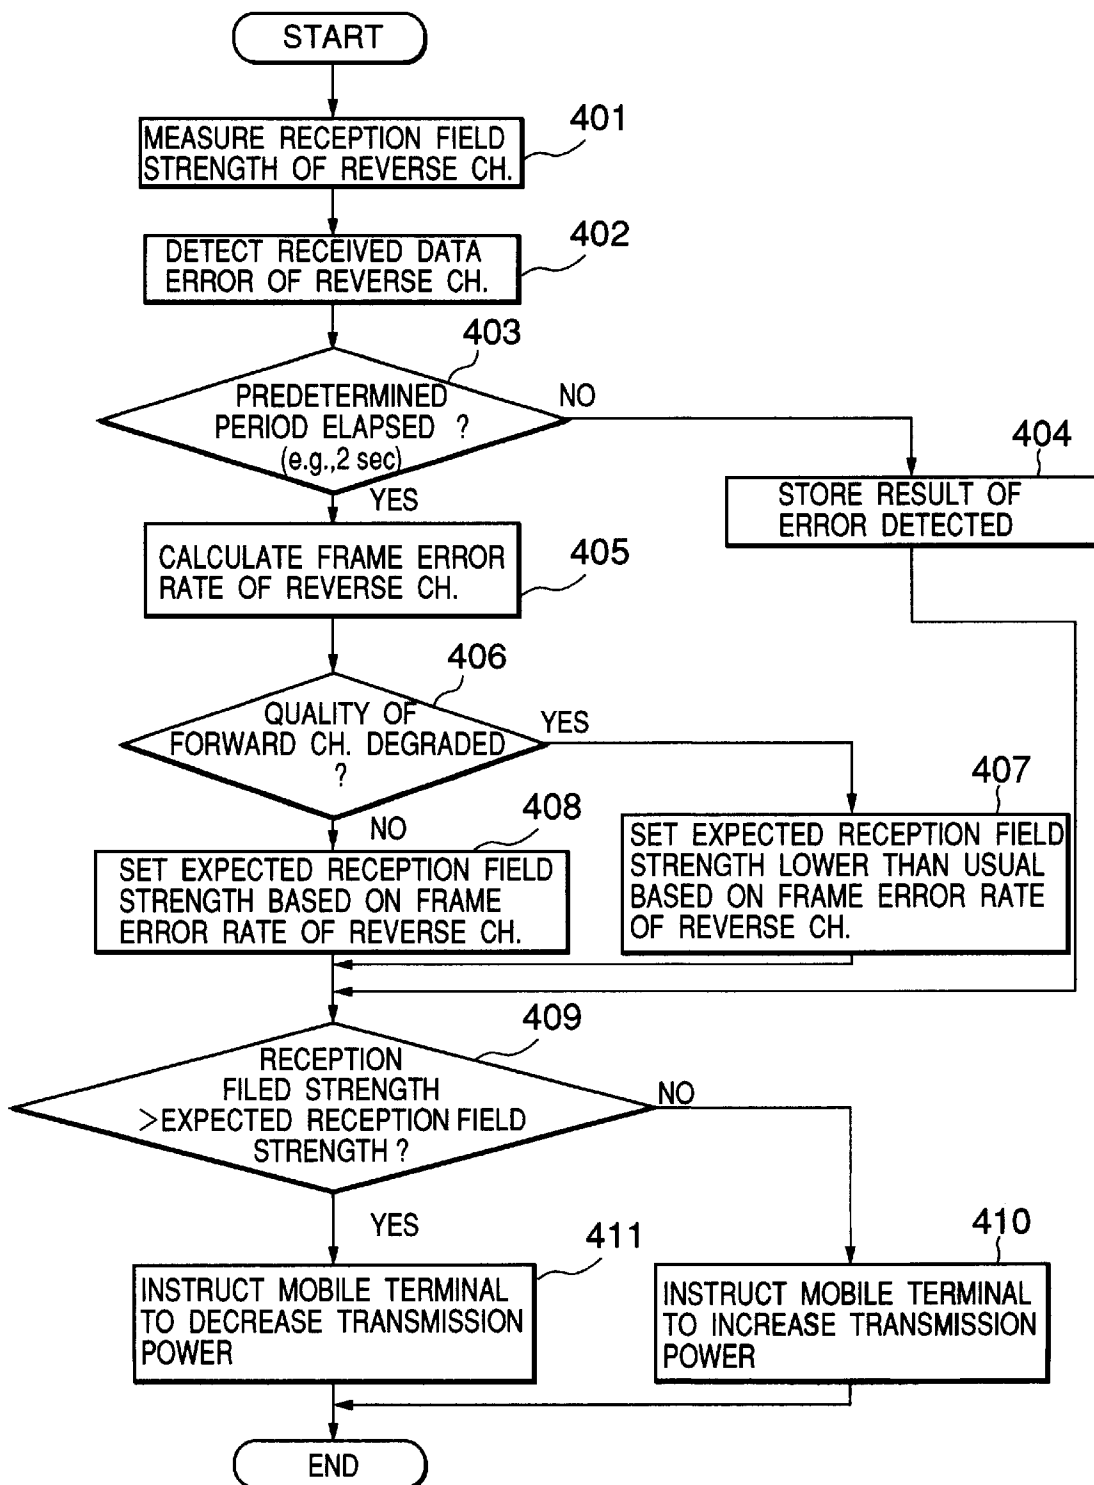 START
401
MEASURE RECEPTION FIELD
STRENGTH OF REVERSE CH.
402
DETECT RECEIVED DATA
ERROR OF REVERSE CH.
403
PREDETERMINED
PERIOD ELAPSED ?
(e.g.,2 sec)
NO
YES
404
STORE RESULT OF
ERROR DETECTED
405
CALCULATE FRAME ERROR
RATE OF REVERSE CH.
406
QUALITY OF
FORWARD CH. DEGRADED
?
YES
NO
407
SET EXPECTED RECEPTION FIELD
STRENGTH LOWER THAN USUAL
BASED ON FRAME ERROR RATE
OF REVERSE CH.
408
SET EXPECTED RECEPTION FIELD
STRENGTH BASED ON FRAME
ERROR RATE OF REVERSE CH.
409
RECEPTION
FILED STRENGTH
>EXPECTED RECEPTION FIELD
STRENGTH ?
NO
YES
410
INSTRUCT MOBILE TERMINAL
TO INCREASE TRANSMISSION
POWER
411
INSTRUCT MOBILE TERMINAL
TO DECREASE TRANSMISSION
POWER
END